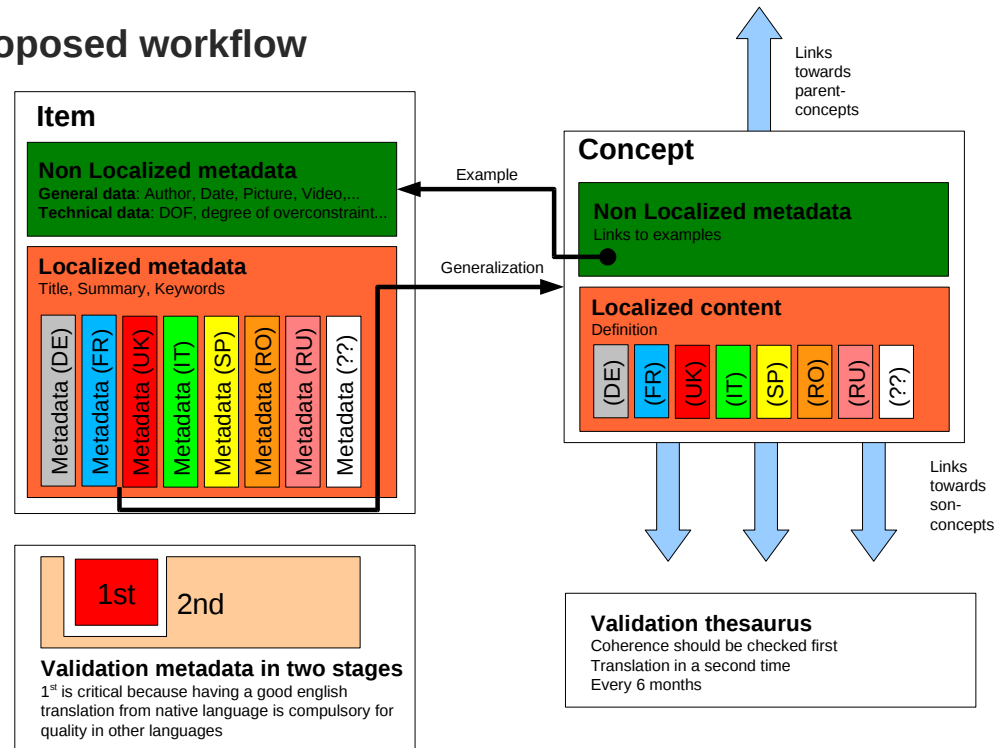 oposed workflow
Item
Non Localized metadata
General data: Author, Date, Picture, Video,...
Technical data: DOF, degree of overconstraint...
Localized metadata
Title, Summary, Keywords
Metadata (DE)
Metadata (FR)
Metadata (UK)
Metadata (IT)
Metadata (SP)
Metadata (RO)
Metadata (RU)
Metadata (??)
Example
Generalization
Links
towards
parent-
concepts
Concept
Non Localized metadata
Links to examples
Localized content
Definition
(DE)
(FR)
(UK)
(IT)
(SP)
(RO)
(RU)
(??)
Links
towards
son-
concepts
1st
2nd
Validation metadata in two stages
1st is critical because having a good english
translation from native language is compulsory for
quality in other languages
Validation thesaurus
Coherence should be checked first
Translation in a second time
Every 6 months